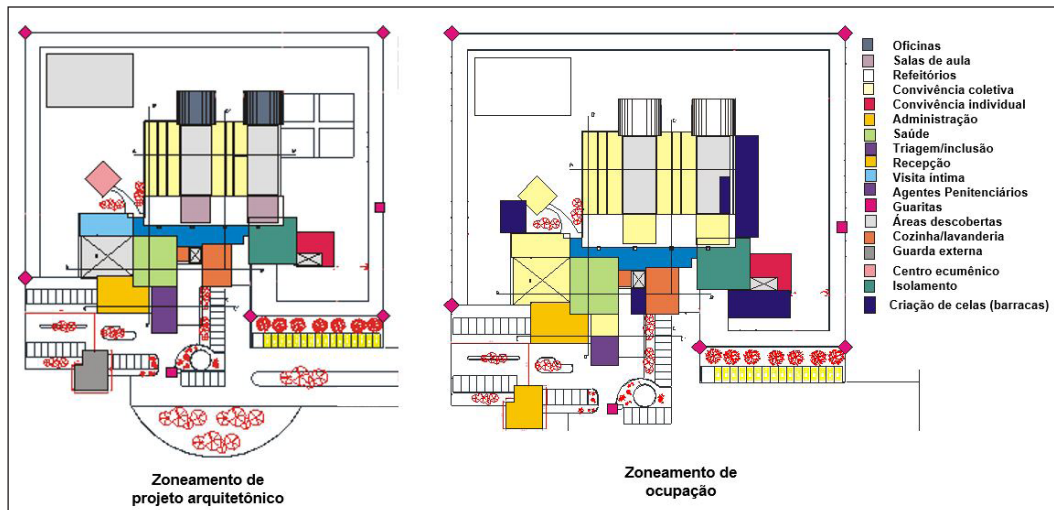 Oficinas
Salas de aula
Refeitórios
Convivência coletiva
Convivência individual
Administração
Saúde
Triagem/inclusão
Recepção
Visita íntima
Agentes Penitenciários
Guaritas
Áreas descobertas
Cozinha/lavanderia
Guarda externa
Centro ecumênico
Isolamento
Criação de celas (barracas)
Zoneamento de
projeto arquitetônico
Zoneamento de
ocupação